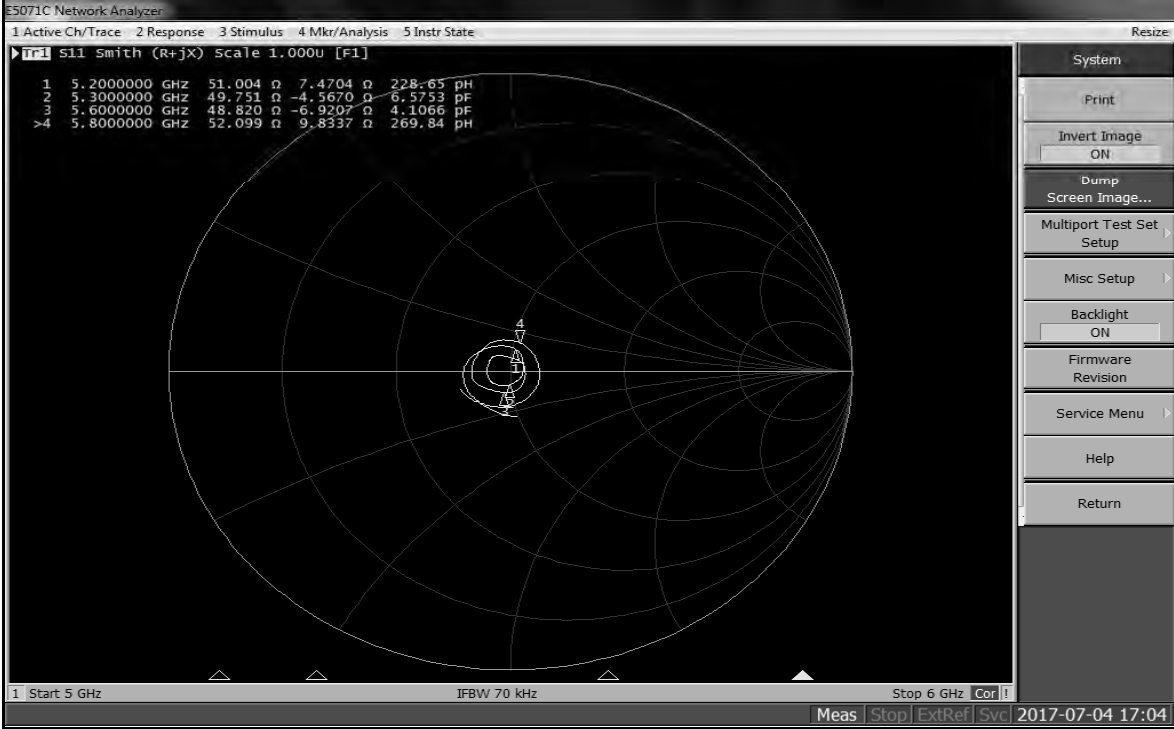 E5071C Network Analyzer
1 Active Ch/Trace 2 Response 3 Stimulus 4 Mkr/Analysis 5 Instr State
Resize
Tr1 S11 Smith (R+jX) Scale 1.000U [F1]
1 5.2000000 GHz 51.004 Ω 7.4704 Ω 228.65 pH
2 5.3000000 GHz 49.751 Ω -4.5670 Ω 6.5753 pF
3 5.6000000 GHz 48.820 Ω -6.9207 Ω 4.1066 pF
>4 5.8000000 GHz 52.099 Ω 9.8337 Ω 269.84 pH
4
1
2
3
System
Print
Invert Image
ON
Dump
Screen Image...
Multiport Test Set
Setup
Misc Setup
Backlight
ON
Firmware
Revision
Service Menu
Help
Return
1 Start 5 GHz
IFBW 70 kHz
Stop 6 GHz Cor !
Meas Stop ExtRef Svc 2017-07-04 17:04